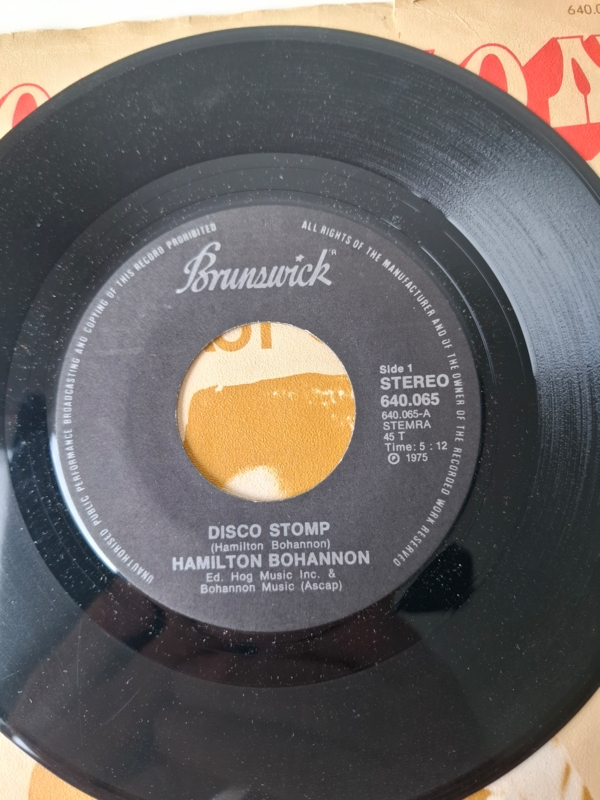 640.0
Brunswick
UNAUTHORISED PUBLIC PERFORMANCE BROADCASTING AND COPYING OF THIS RECORD PROHIBITED
ALL RIGHTS OF THE MANUFACTURER AND OF THE OWNER OF THE RECORDED WORK RESERVED
Side 1
STEREO
640.065
640.065-A
STEMRA
45 T
Time: 5 : 12
℗ 1975
DISCO STOMP
(Hamilton Bohannon)
HAMILTON BOHANNON
Ed. Hog Music Inc. &
Bohannon Music (Ascap)